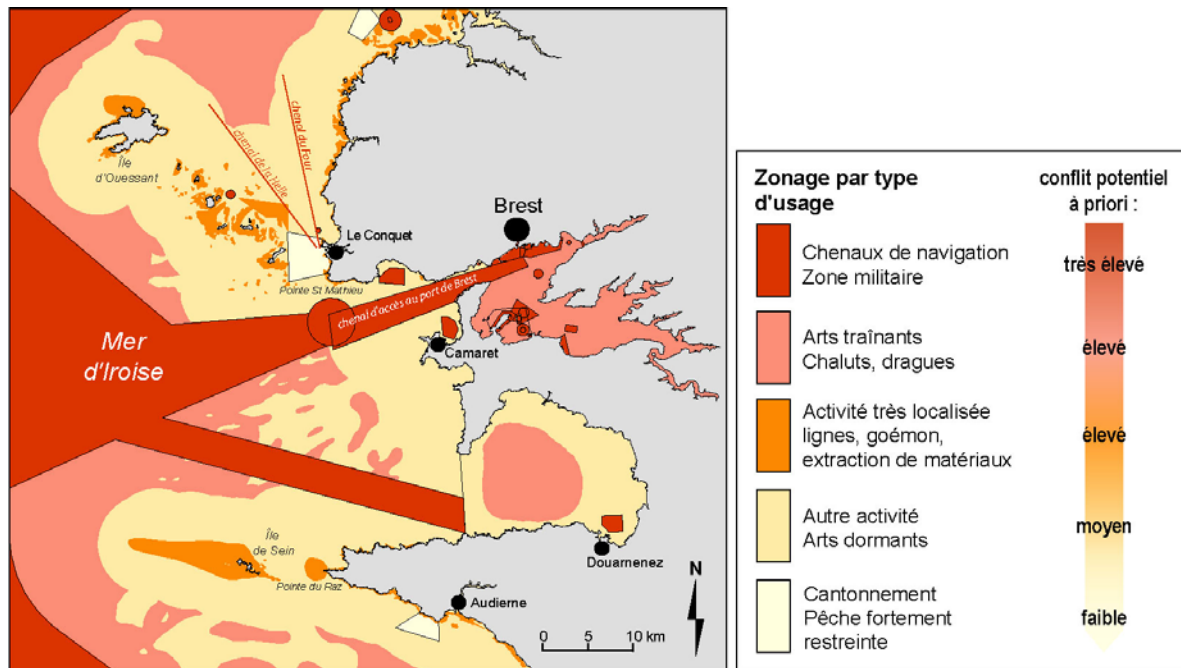 chenal de la Helle
chenal du Four
Île
d'Ouessant
Brest
Le Conquet
Pointe St Mathieu
chenal d'accès au port de Brest
Mer
d'Iroise
Camaret
Île
de Sein
Pointe du Raz
Douarnenez
Audierne
N
0 5 10 km
Zonage par type
d'usage
conflit potentiel
à priori :
Chenaux de navigation
Zone militaire
très élevé
Arts traînants
Chaluts, dragues
élevé
Activité très localisée
lignes, goémon,
extraction de matériaux
élevé
Autre activité
Arts dormants
moyen
Cantonnement
Pêche fortement
restreinte
faible